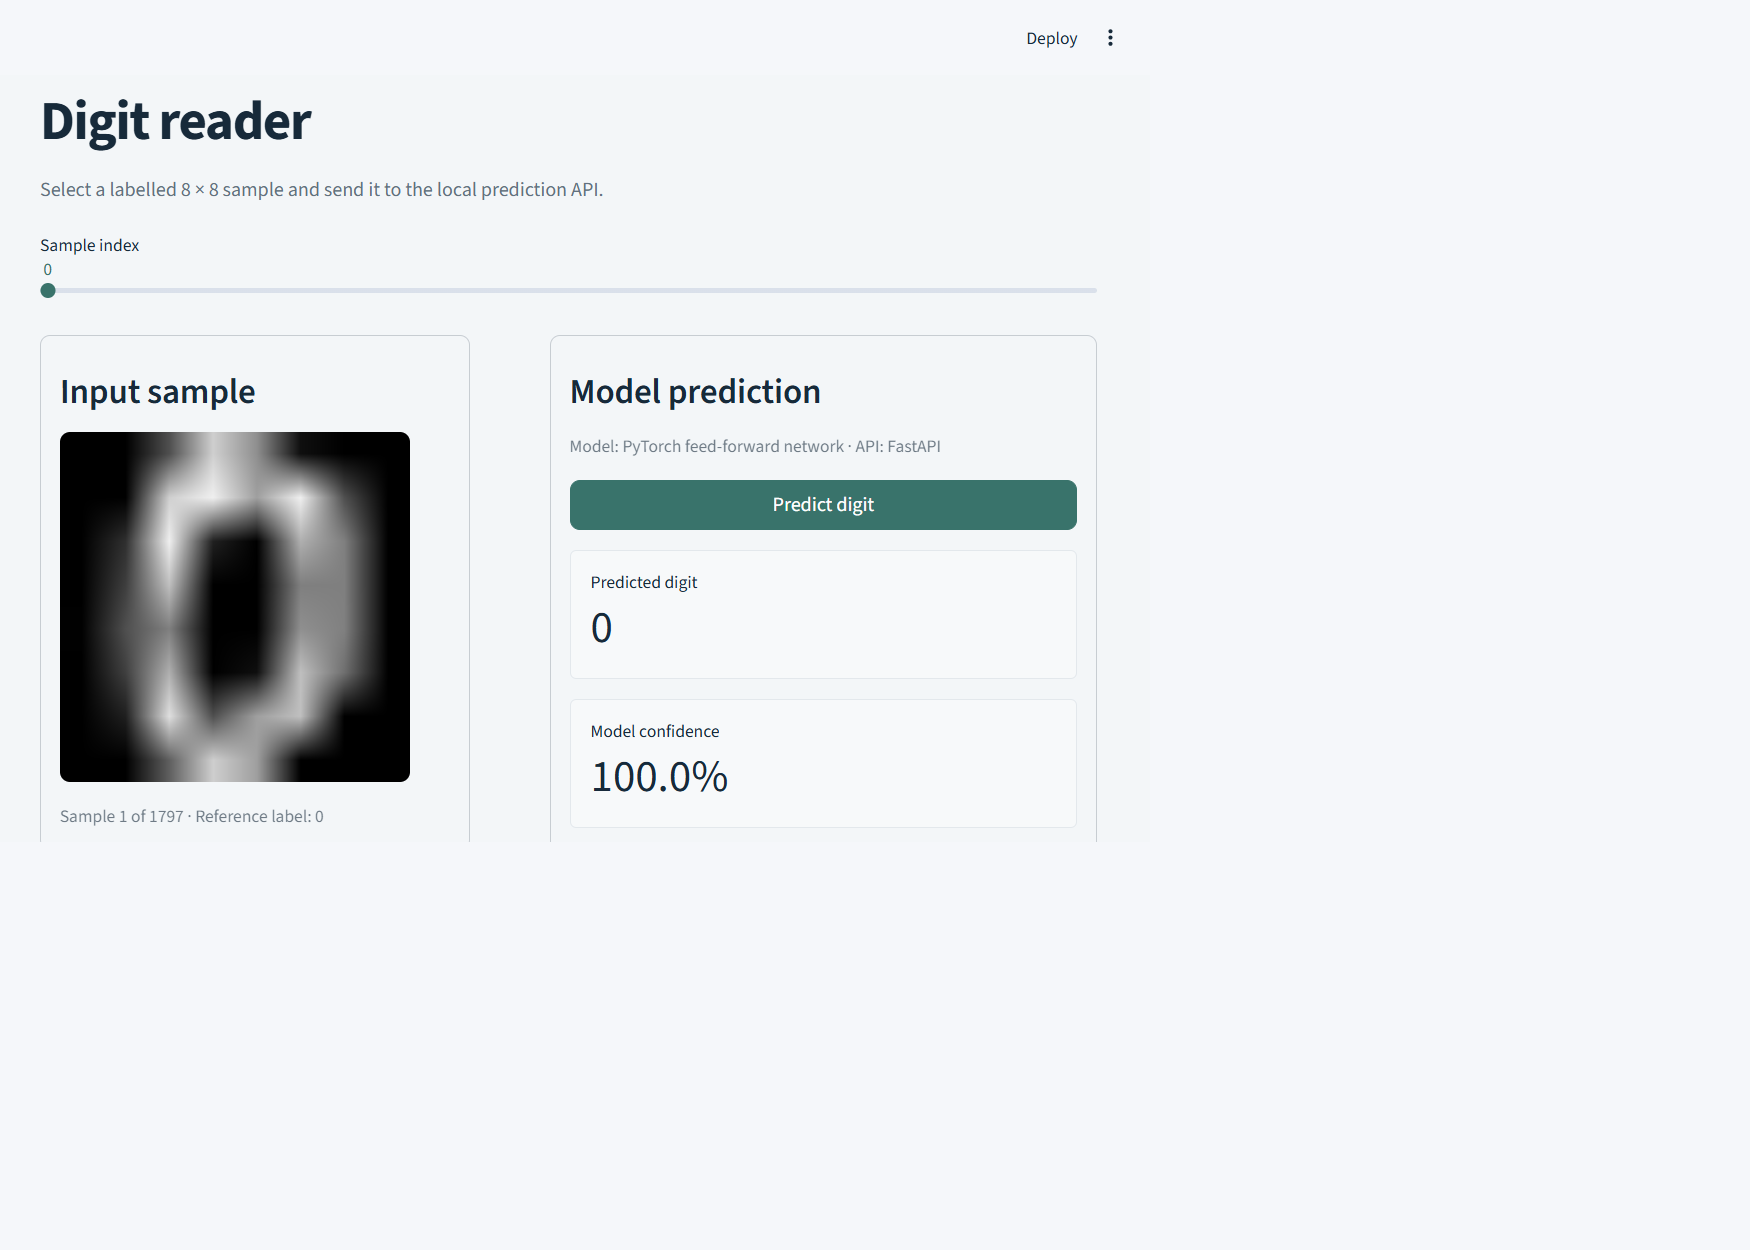 Deploy
Digit reader
Select a labelled 8 × 8 sample and send it to the local prediction API.
Sample index
0
Input sample
Sample 1 of 1797 · Reference label: 0
Model prediction
Model: PyTorch feed-forward network · API: FastAPI
Predict digit
Predicted digit
0
Model confidence
100.0%